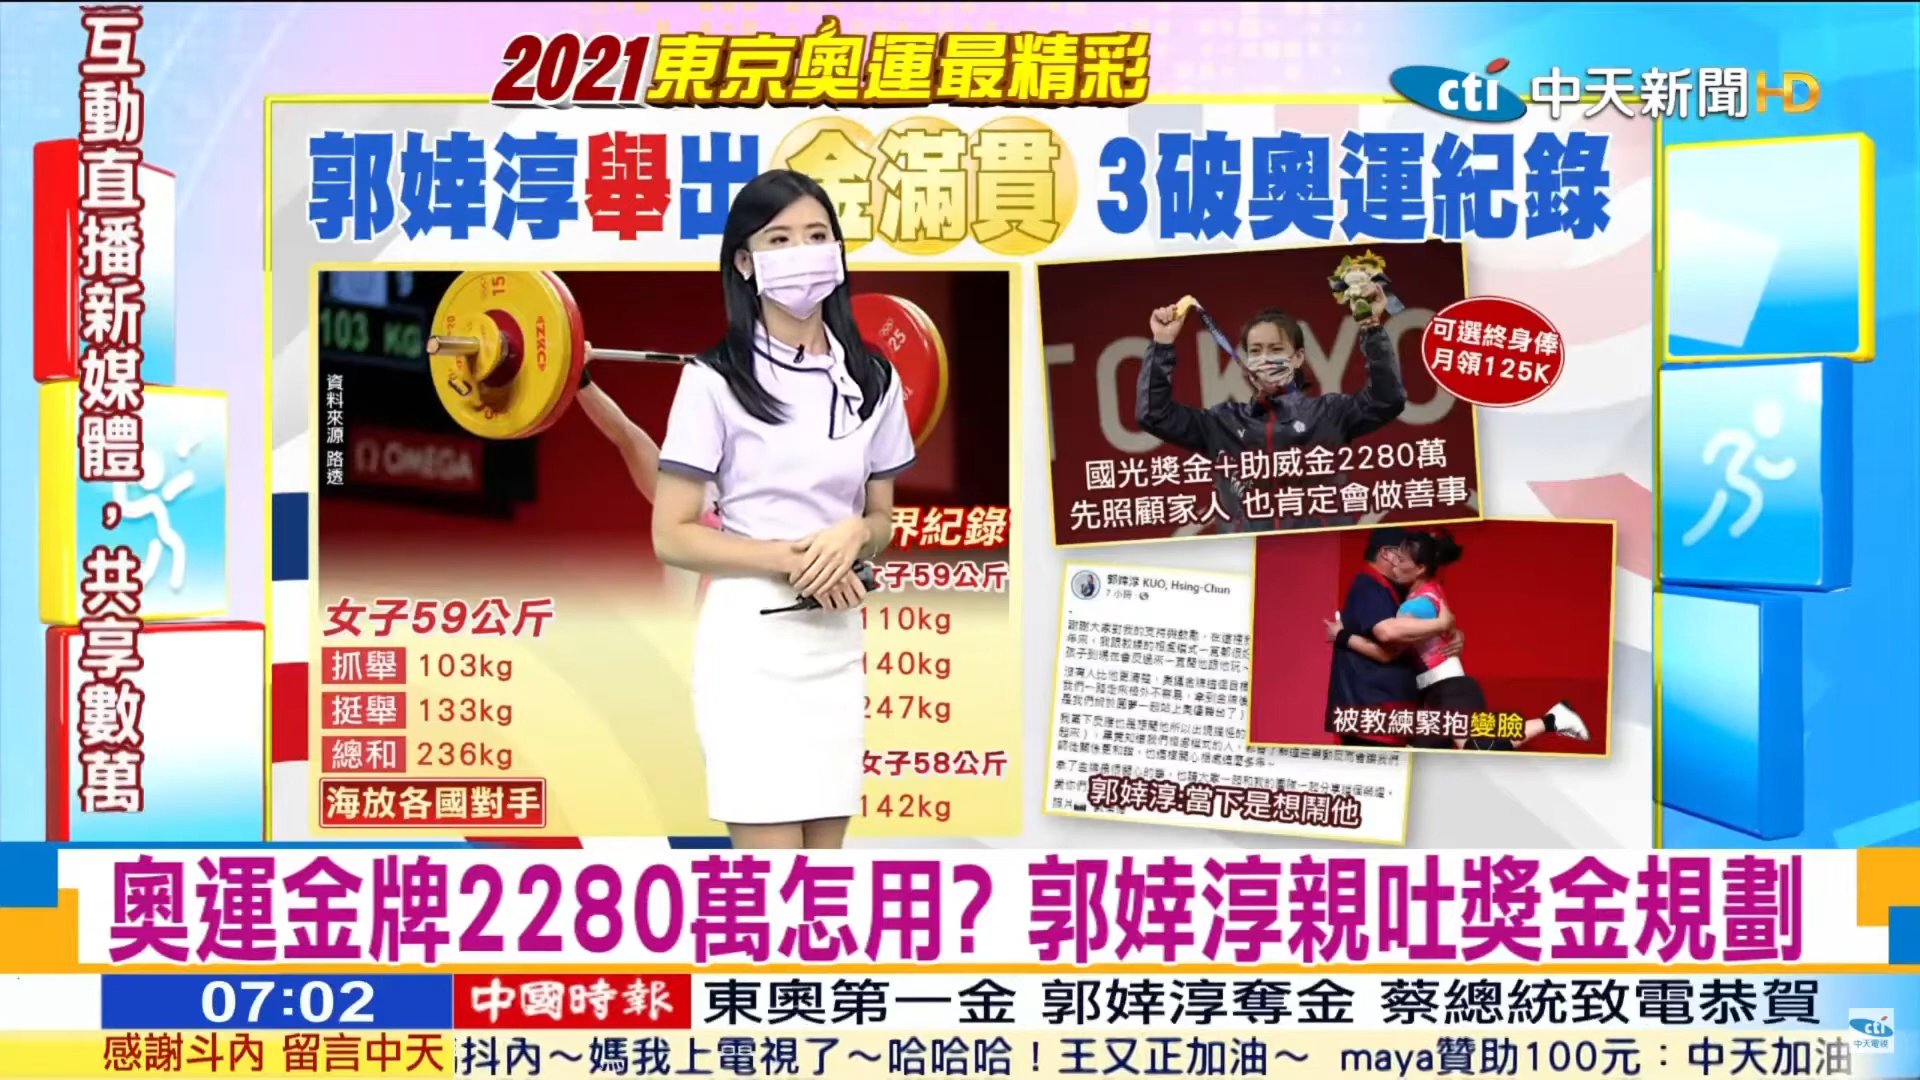 互動直播新媒體，共享數萬
2021東京奧運最精彩
cti 中天新聞HD
郭婞淳舉出金滿貫 3破奧運紀錄
103 KG
資料來源 路透
OMEGA
女子59公斤
抓舉 103kg
挺舉 133kg
總和 236kg
海放各國對手
界紀錄
女子59公斤
110kg
140kg
247kg
女子58公斤
142kg
TOKYO
可選終身俸
月領125K
國光獎金+助威金2280萬
先照顧家人 也肯定會做善事
郭婞淳 KUO, Hsing-Chun
7 小時
被教練緊抱變臉
郭婞淳:當下是想鬧他
奧運金牌2280萬怎用? 郭婞淳親吐獎金規劃
07:02 中國時報 東奧第一金 郭婞淳奪金 蔡總統致電恭賀
感謝斗內 留言中天 抖內～媽我上電視了～哈哈哈！王又正加油～ maya贊助100元：中天加油
cti
中天電視